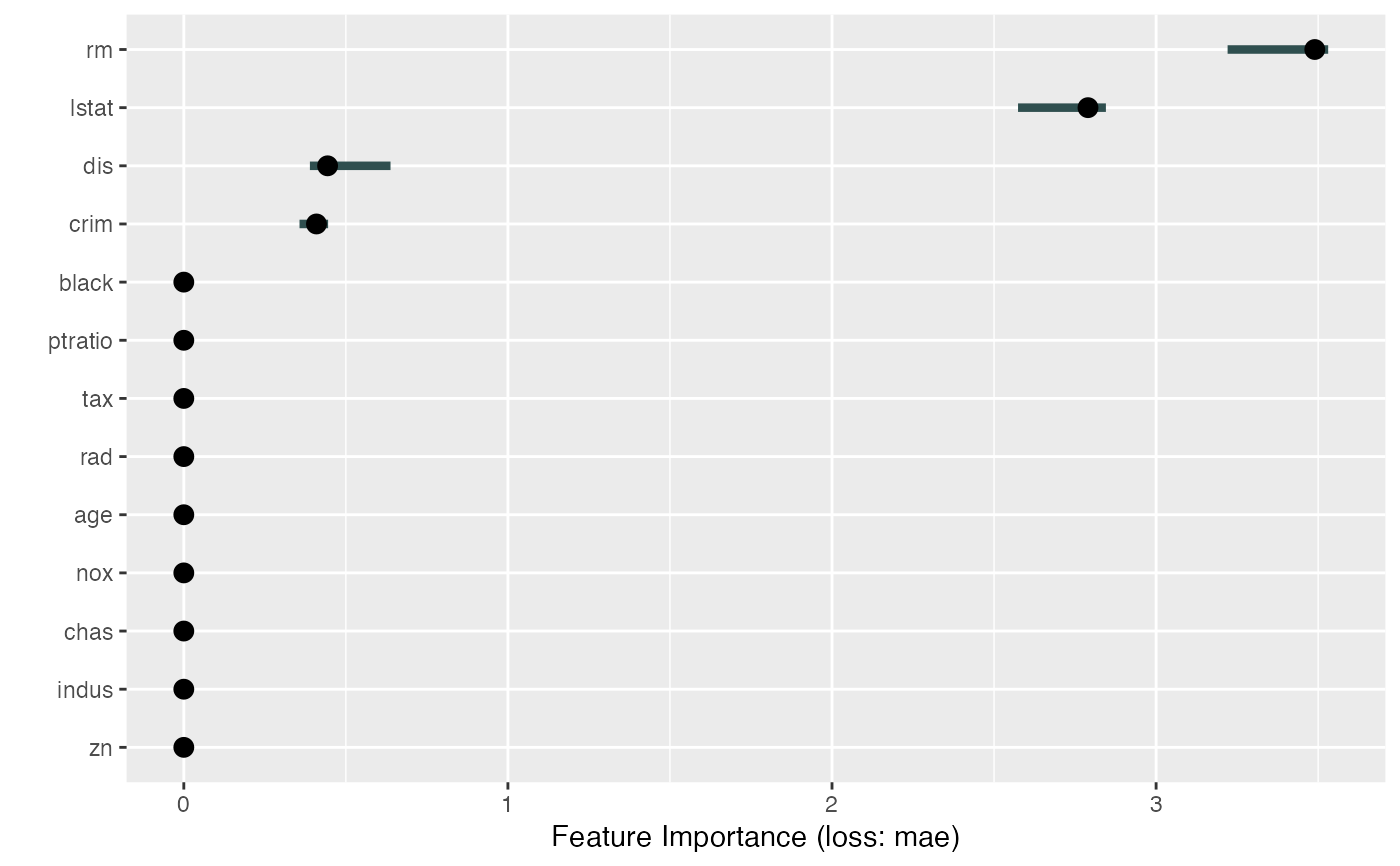 rm
lstat
dis
crim
black
ptratio
tax
rad
age
nox
chas
indus
zn
0 1 2 3
Feature Importance (loss: mae)